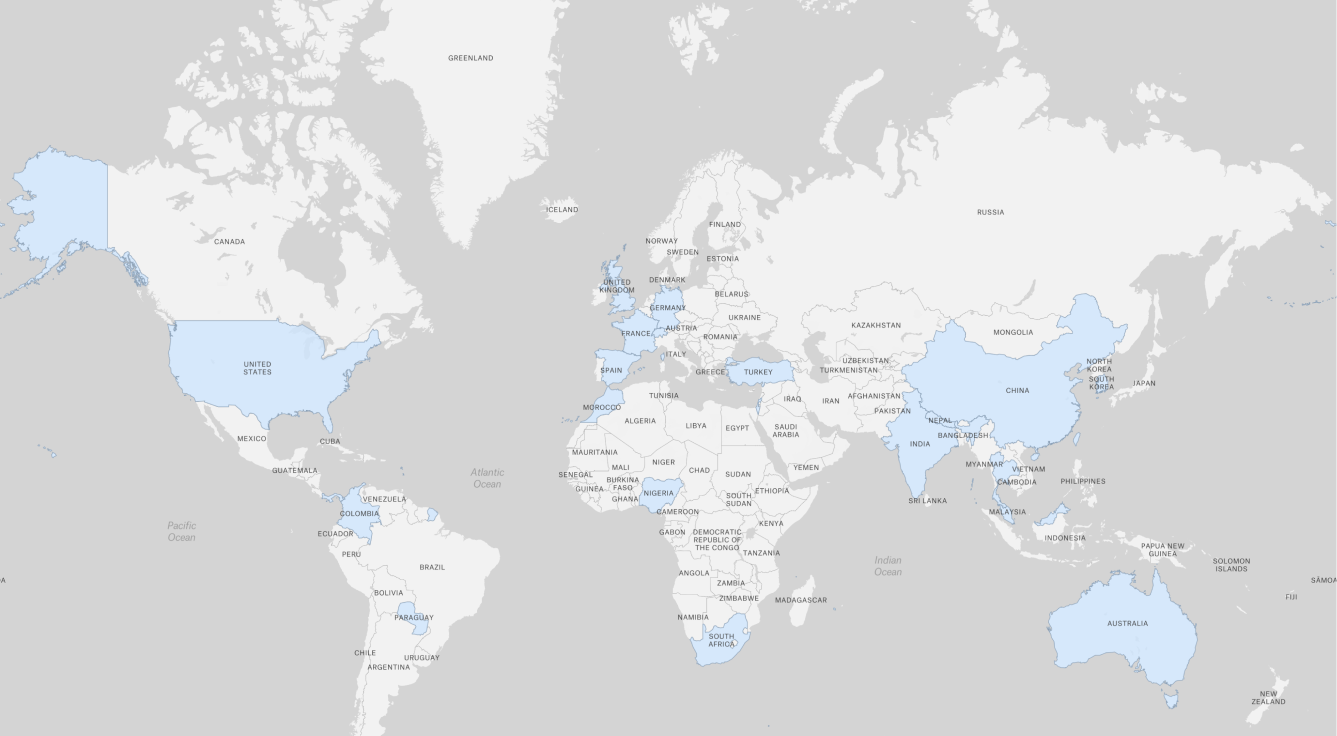 GREENLAND
ICELAND
RUSSIA
FINLAND
NORWAY
SWEDEN
ESTONIA
CANADA
DENMARK
UNITED
KINGDOM
BELARUS
GERMANY
UKRAINE
KAZAKHSTAN
MONGOLIA
FRANCE
AUSTRIA
ROMANIA
ITALY
UZBEKISTAN
TURKMENISTAN
NORTH
KOREA
SOUTH
KOREA
JAPAN
UNITED
STATES
SPAIN
GREECE
TURKEY
CHINA
TUNISIA
IRAQ
IRAN
AFGHANISTAN
PAKISTAN
MOROCCO
ALGERIA
LIBYA
EGYPT
SAUDI
ARABIA
NEPAL
BANGLADESH
INDIA
MEXICO
CUBA
MAURITANIA
MALI
NIGER
CHAD
SUDAN
YEMEN
MYANMAR
VIETNAM
GUATEMALA
Atlantic
Ocean
SENEGAL
BURKINA
FASO
GUINEA
GHANA
NIGERIA
SOUTH
SUDAN
ETHIOPIA
CAMBODIA
PHILIPPINES
VENEZUELA
COLOMBIA
SRI LANKA
CAMEROON
MALAYSIA
Pacific
Ocean
ECUADOR
GABON
DEMOCRATIC
REPUBLIC OF
THE CONGO
KENYA
INDONESIA
PERU
TANZANIA
PAPUA NEW
GUINEA
BRAZIL
Indian
Ocean
SOLOMON
ISLANDS
ANGOLA
ZAMBIA
SAMOA
A
BOLIVIA
ZIMBABWE
MADAGASCAR
FIJI
PARAGUAY
NAMIBIA
AUSTRALIA
SOUTH
AFRICA
CHILE
URUGUAY
ARGENTINA
NEW
ZEALAND